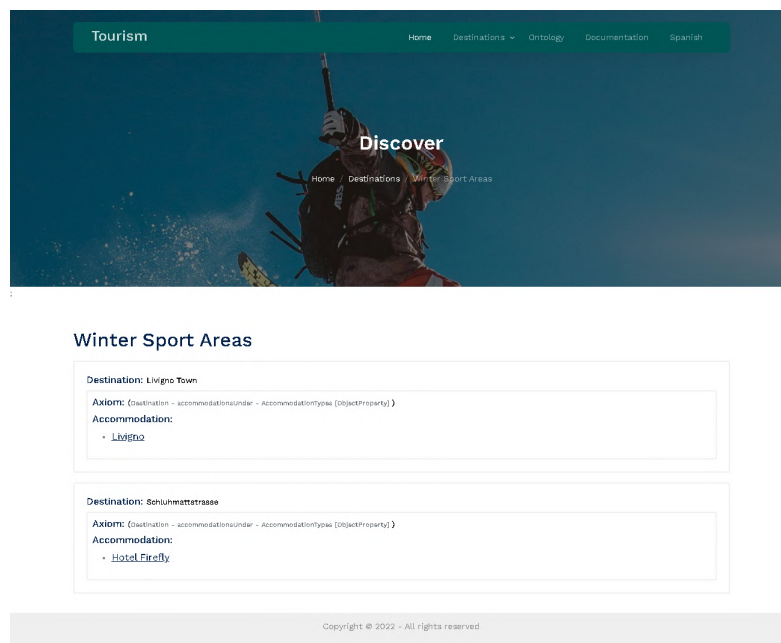 Tourism
Home Destinations Ontology Documentation Spanish
ABS
Discover
Home / Destinations / Winter Sport Areas
:
Winter Sport Areas
Destination: Livigno Town
Axiom: (Destination - accommodationsUnder - AccommodationTypes [ObjectProperty] )
Accommodation:
• Livigno
Destination: Schluhmattstrasse
Axiom: (Destination - accommodationsUnder - AccommodationTypes [ObjectProperty] )
Accommodation:
• Hotel Firefly
Copyright © 2022 - All rights reserved